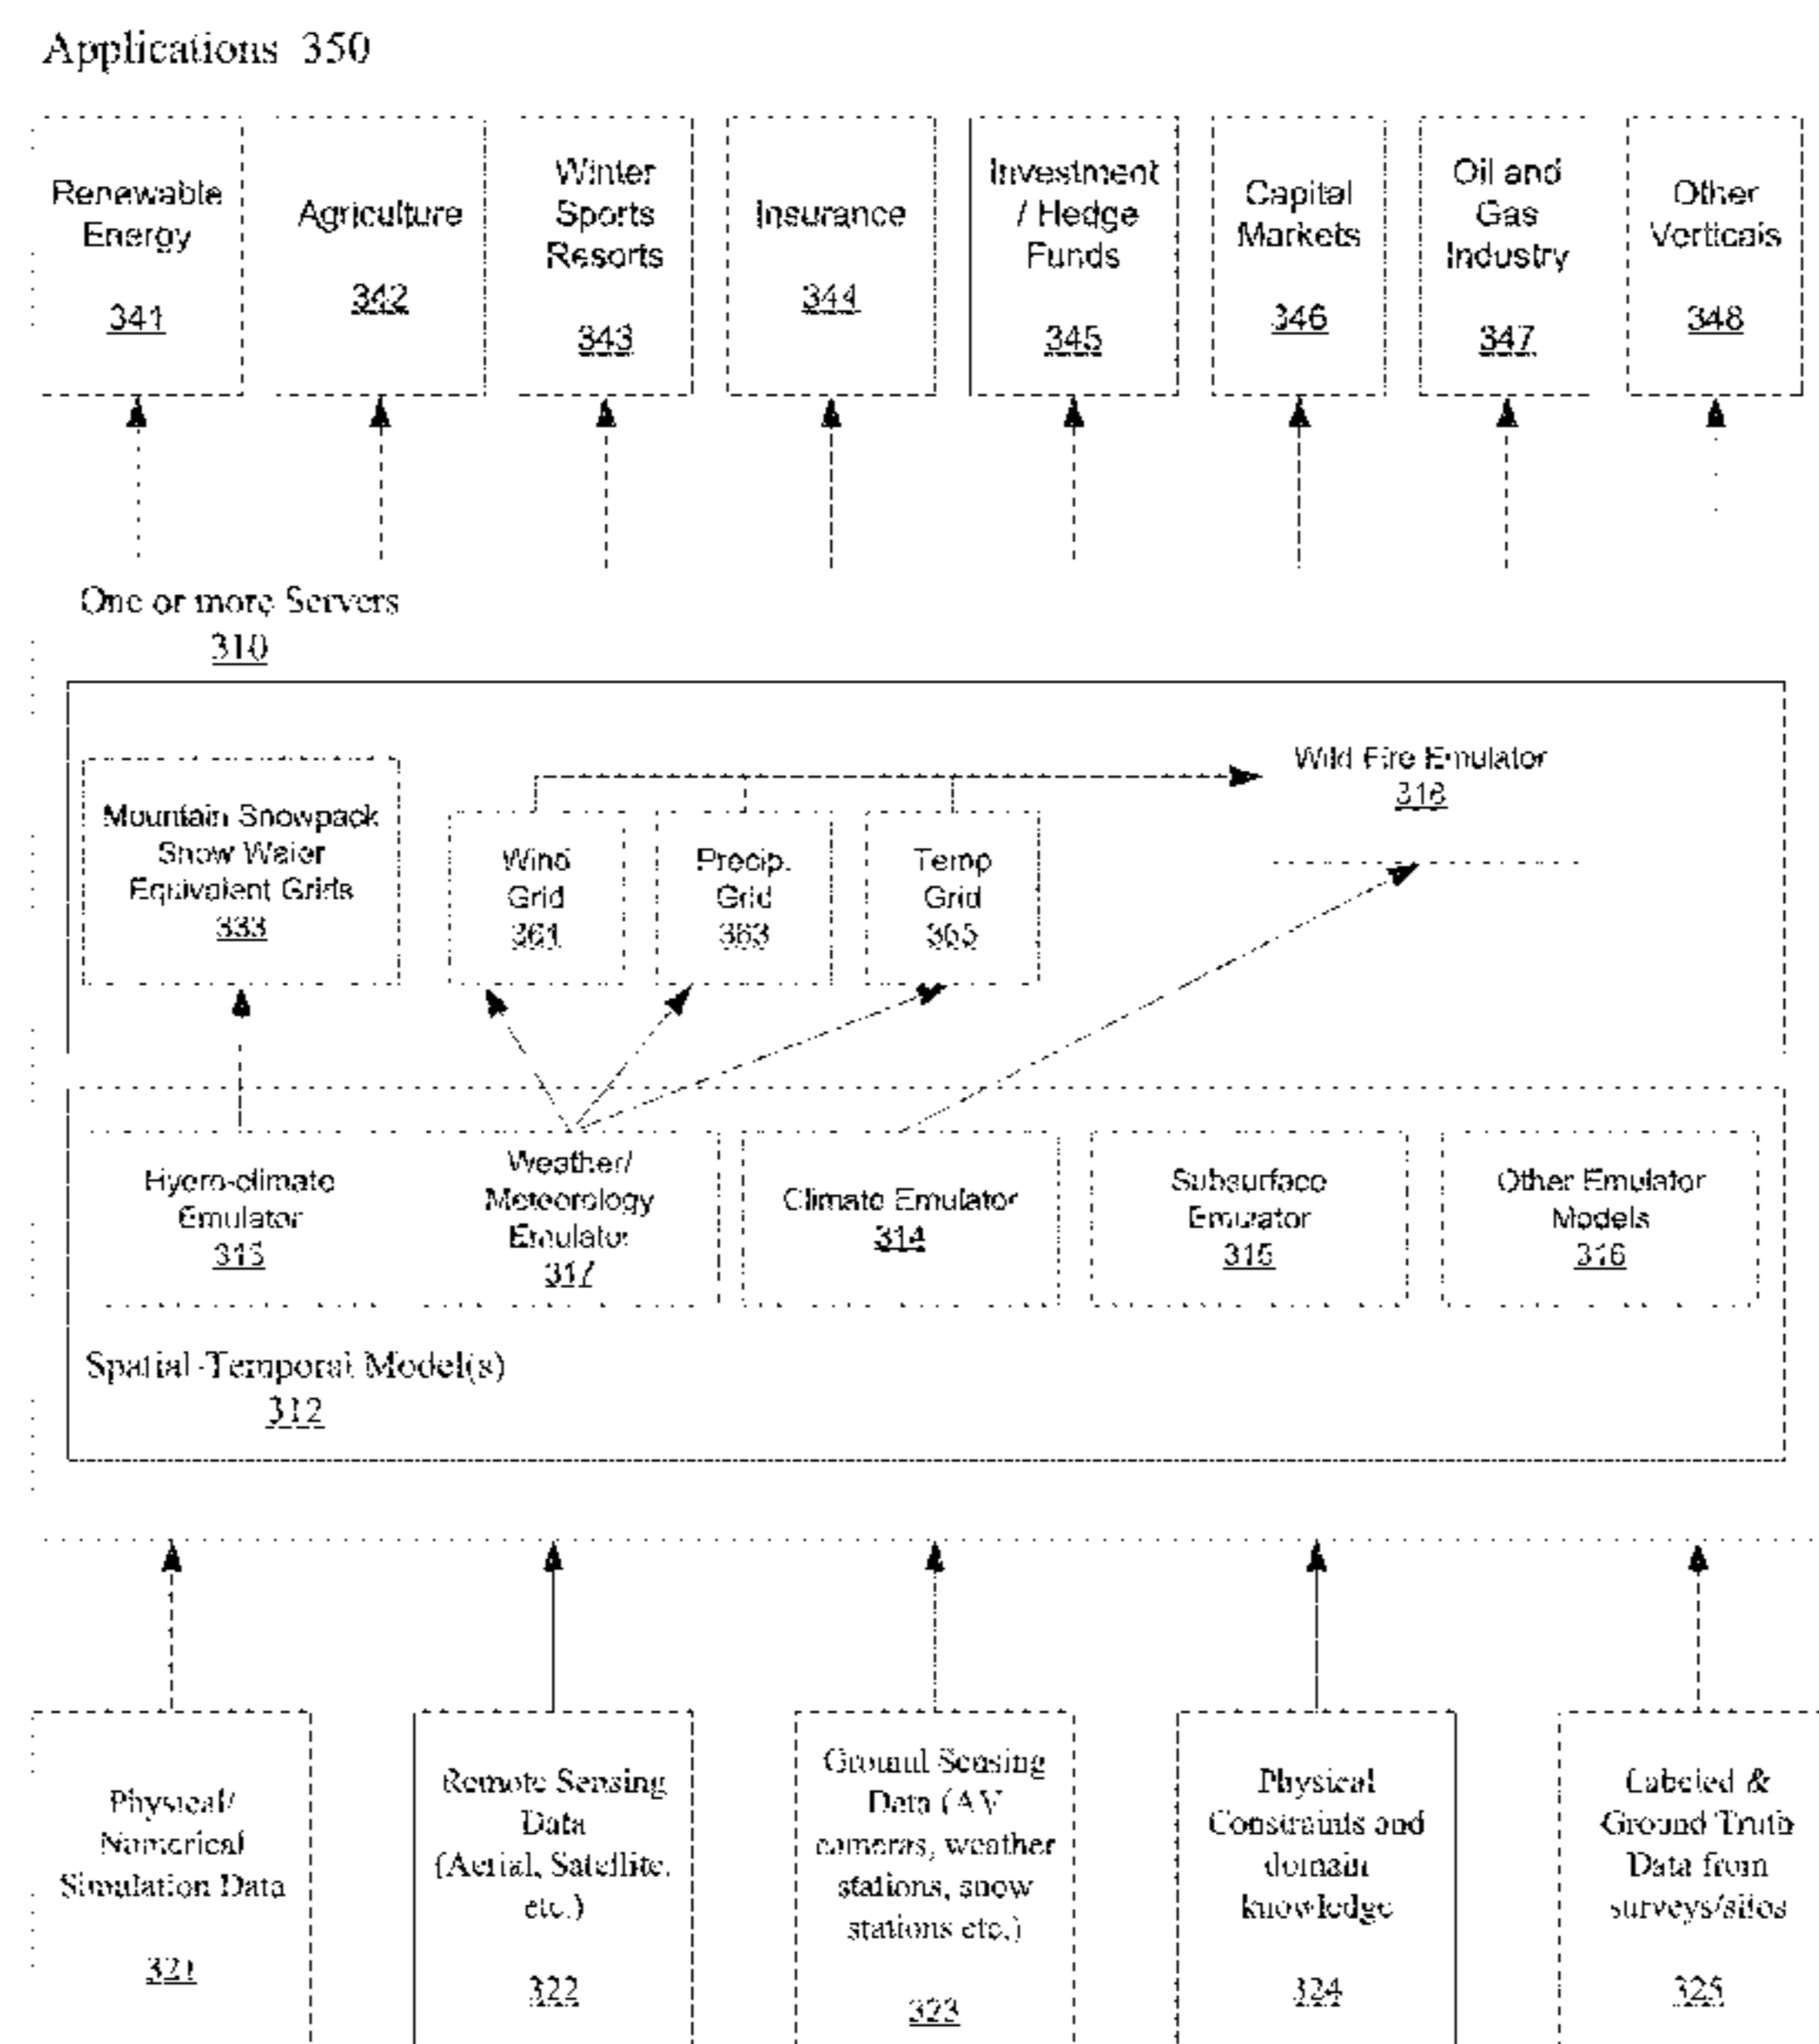 Applications 350
Renewable
Energy
341
Agriculture
342
Winter
Sports
Resorts
343
Insurance
344
Investment
/ Hedge
Funds
345
Capital
Markets
346
Oil and
Gas
Industry
347
Other
Verticals
348
One or more Servers
310
Mountain Snowpack
Snow Water
Equivalent Grids
333
Wind
Grid
361
Precip.
Grid
363
Temp
Grid
365
Wild Fire Emulator
318
Hydro-climate
Emulator
313
Weather/
Meteorology
Emulator
317
Climate Emulator
314
Subsurface
Emulator
315
Other Emulator
Models
316
Spatial-Temporal Model(s)
312
Physical/
Numerical
Simulation Data
321
Remote Sensing
Data
(Aerial, Satellite,
etc.)
322
Ground Sensing
Data (AV
cameras, weather
stations, snow
stations etc.)
323
Physical
Constraints and
domain
knowledge
324
Labeled &
Ground Truth
Data from
surveys/silos
325